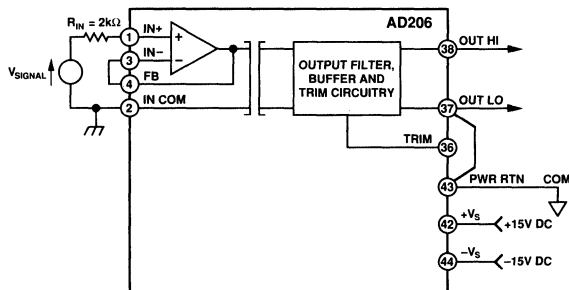 AD206
R_IN = 2kΩ
1 IN+
+
38 OUT HI
3 IN−
−
V_SIGNAL
4 FB
OUTPUT FILTER,
BUFFER AND
TRIM CIRCUITRY
2 IN COM
37 OUT LO
TRIM 36
43 PWR RTN COM
42 +V_S +15V DC
44 −V_S −15V DC